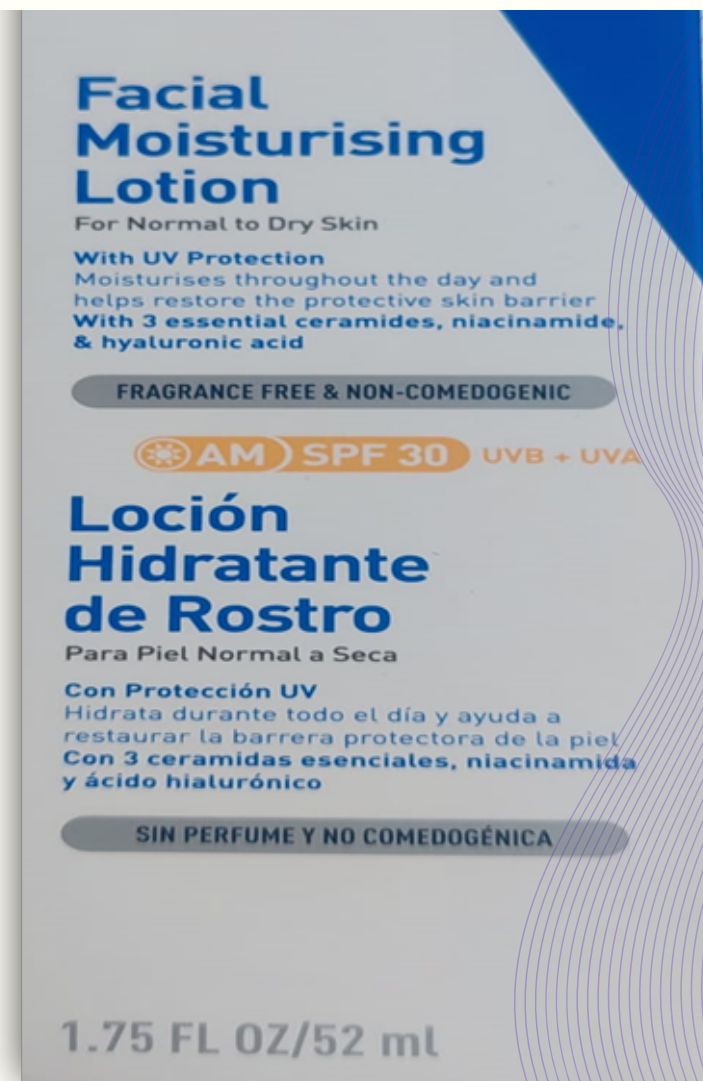 Facial
Moisturising
Lotion
For Normal to Dry Skin
With UV Protection
Moisturises throughout the day and
helps restore the protective skin barrier
With 3 essential ceramides, niacinamide,
& hyaluronic acid
FRAGRANCE FREE & NON-COMEDOGENIC
AM SPF 30 UVB + UVA
Loción
Hidratante
de Rostro
Para Piel Normal a Seca
Con Protección UV
Hidrata durante todo el día y ayuda a
restaurar la barrera protectora de la piel
Con 3 ceramidas esenciales, niacinamida
y ácido hialurónico
SIN PERFUME Y NO COMEDOGÉNICA
1.75 FL OZ/52 ml